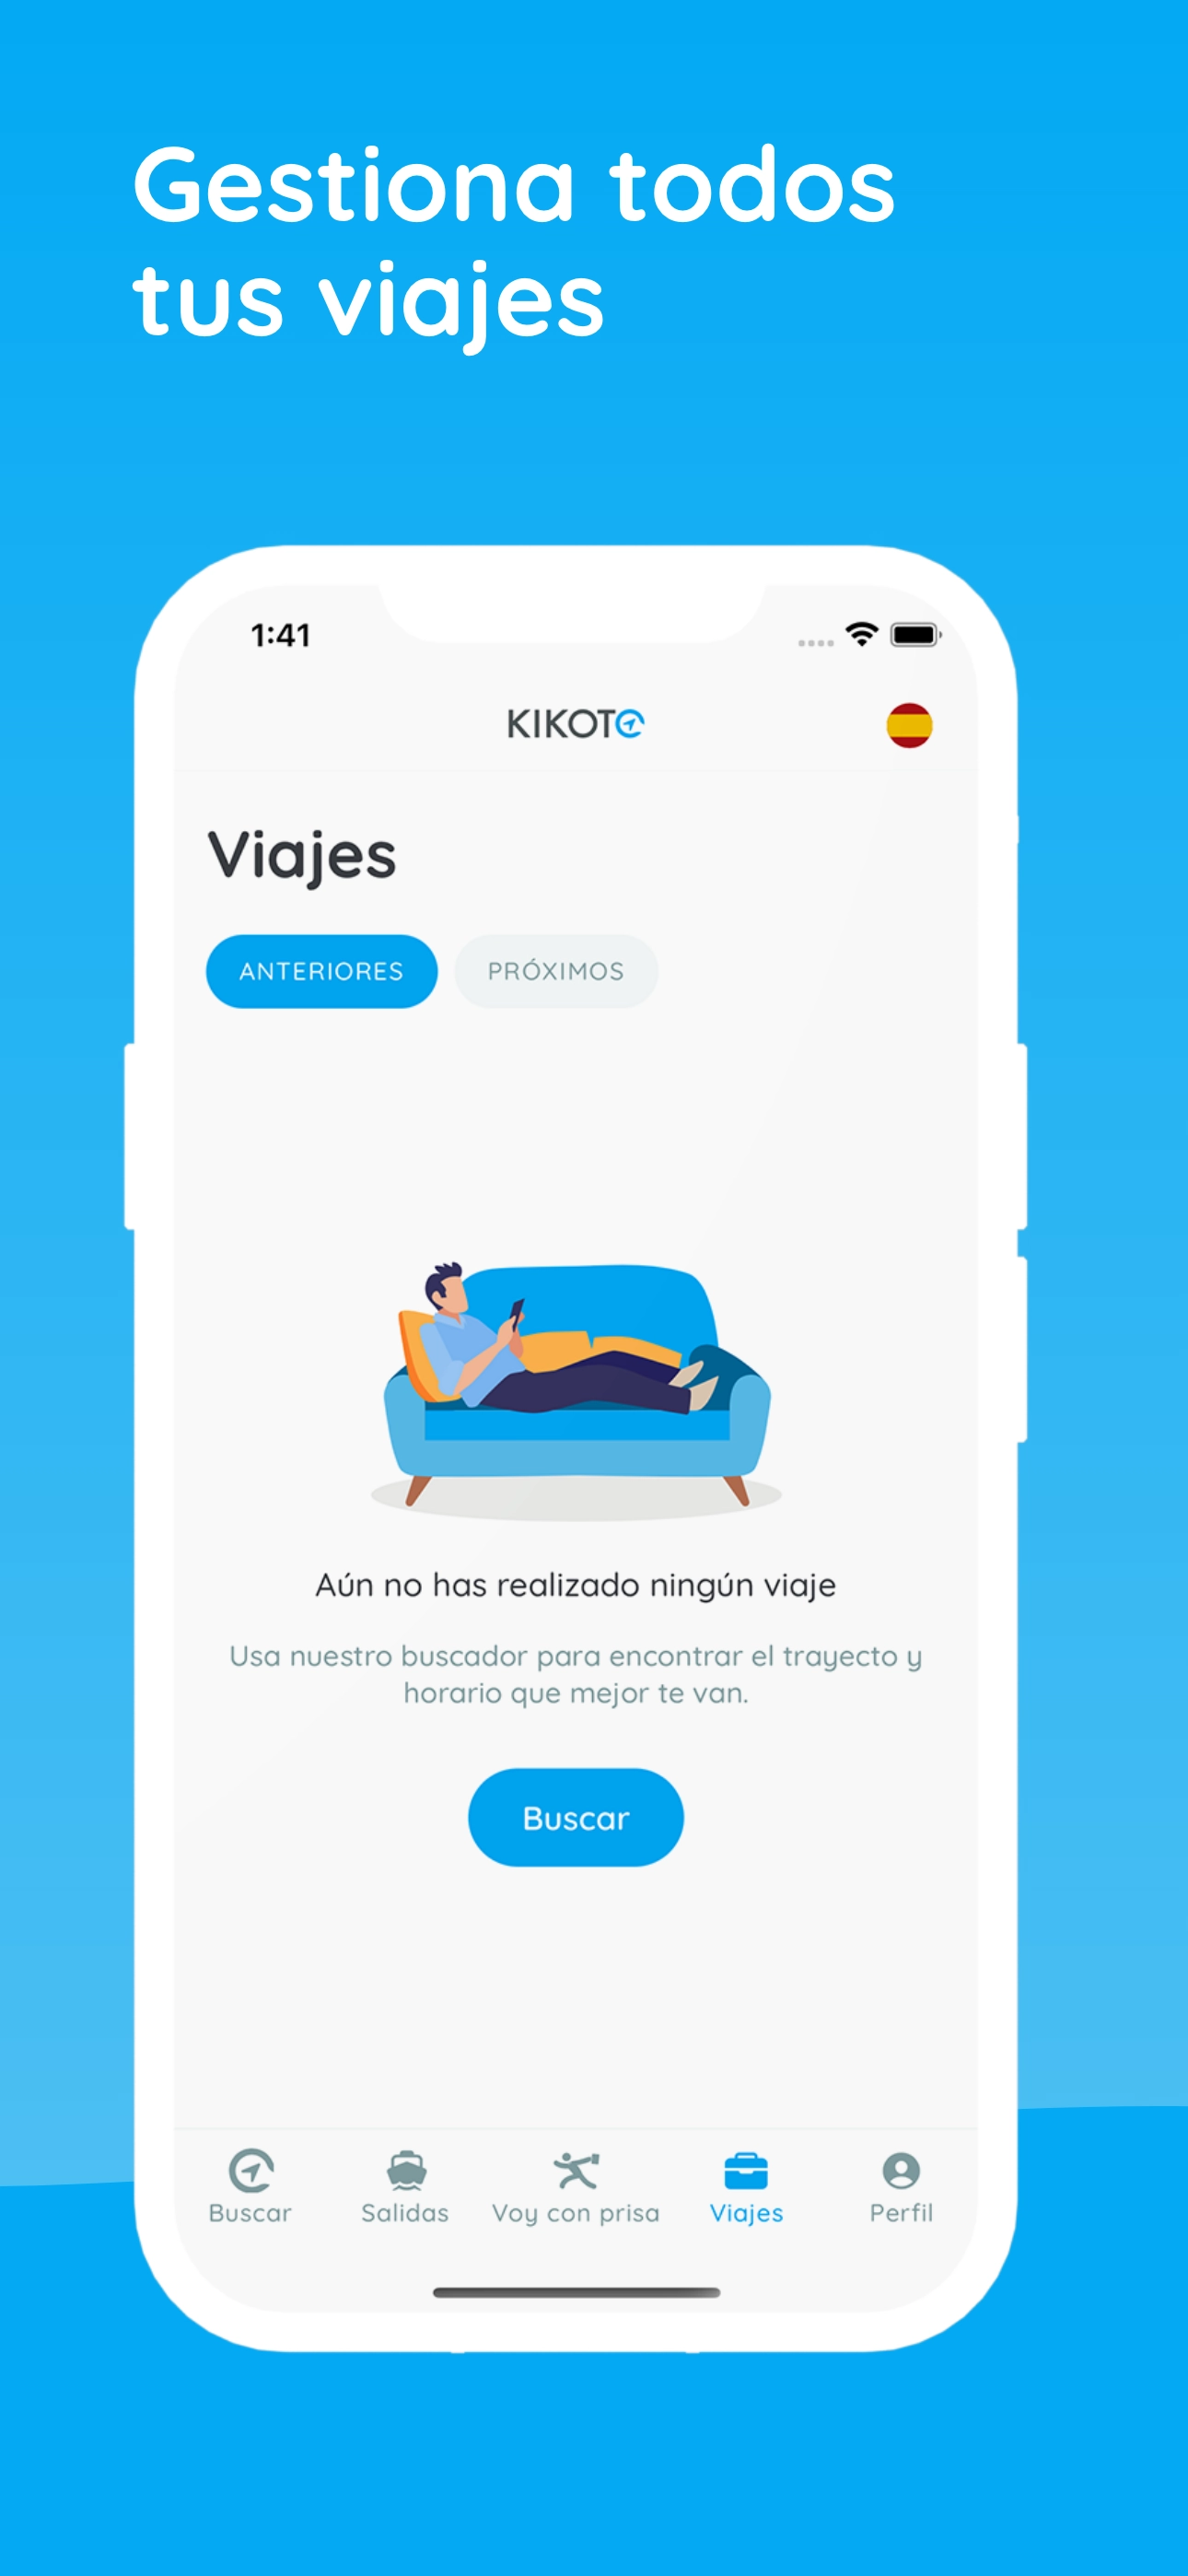 Gestiona todos
tus viajes
1:41
KIKOTO
Viajes
ANTERIORES
PRÓXIMOS
Aún no has realizado ningún viaje
Usa nuestro buscador para encontrar el trayecto y
horario que mejor te van.
Buscar
Buscar
Salidas
Voy con prisa
Viajes
Perfil